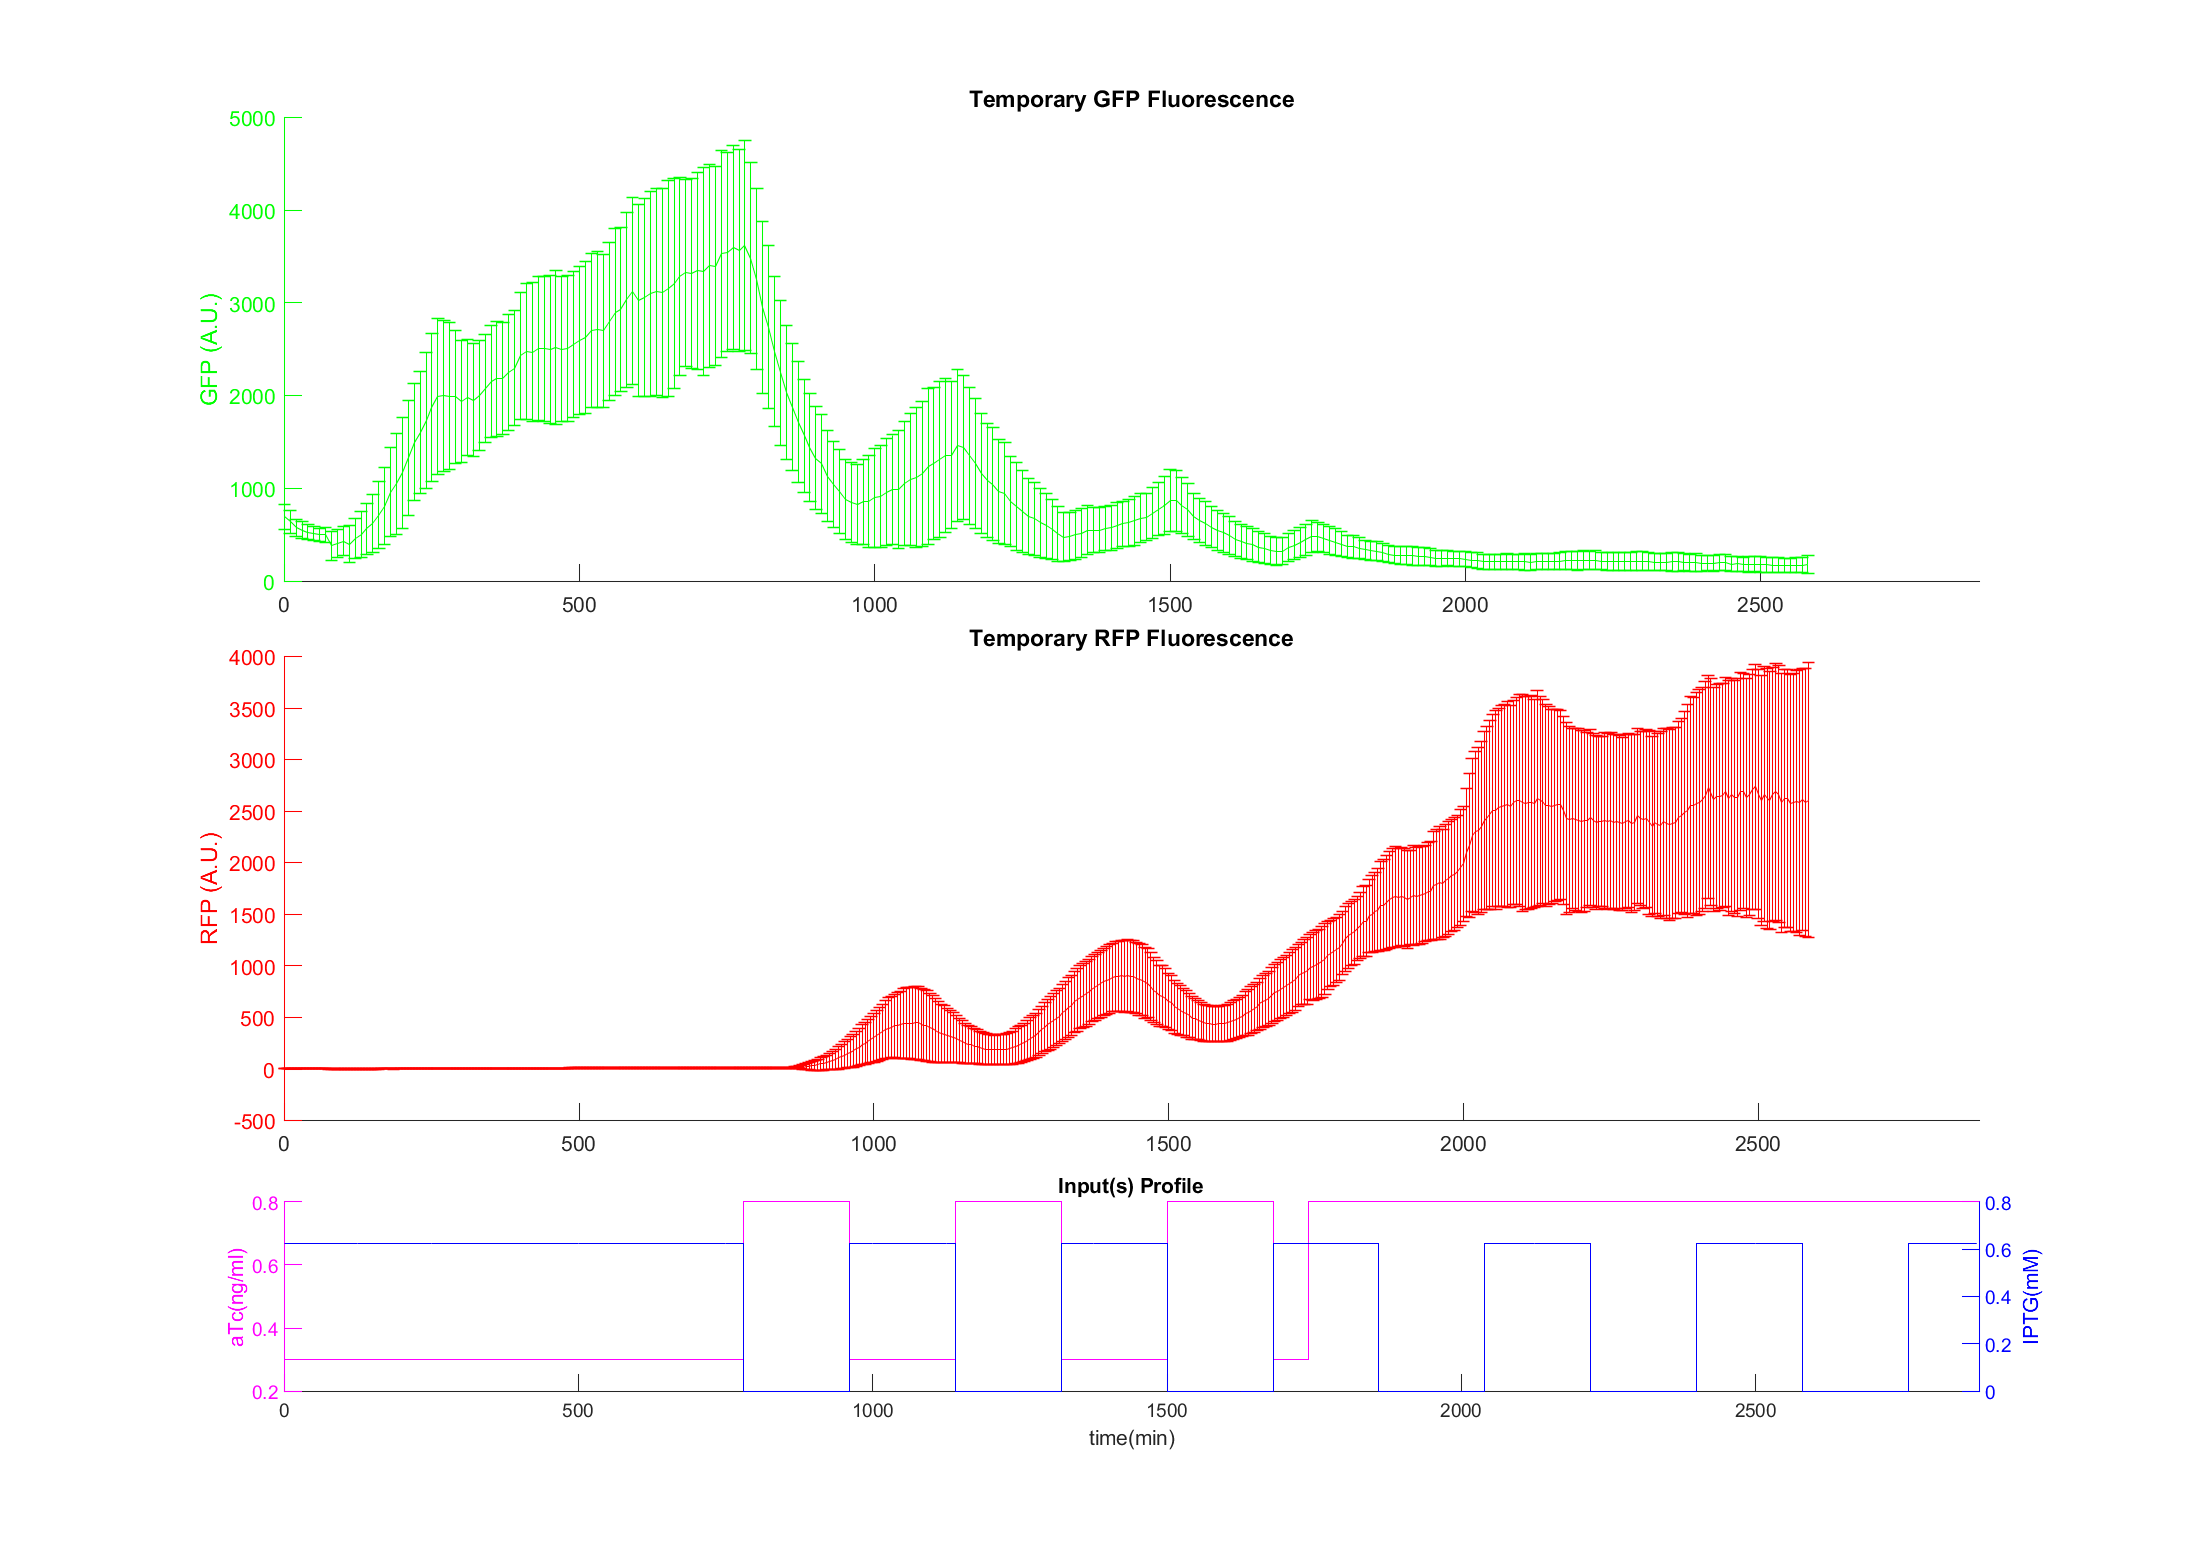 Temporary GFP Fluorescence
5000
4000
3000
2000
1000
0
GFP (A.U.)
0 500 1000 1500 2000 2500
Temporary RFP Fluorescence
4000
3500
3000
2500
2000
1500
1000
500
0
-500
RFP (A.U.)
0 500 1000 1500 2000 2500
Input(s) Profile
0.8
0.6
0.4
0.2
aTc(ng/ml)
0.8
0.6
0.4
0.2
0
IPTG(mM)
0 500 1000 1500 2000 2500
time(min)